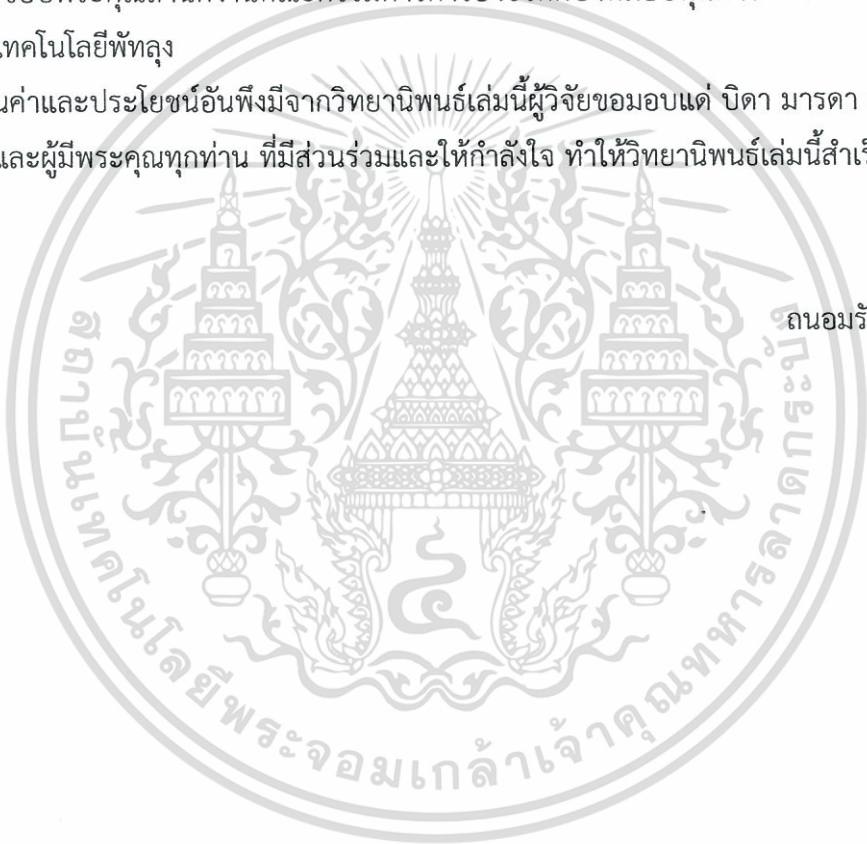 เทคโนโลยีพัทลุง
และประโยชน์อันพึงมีจากวิทยานิพนธ์เล่มนี้ผู้วิจัยขอมอบแด่ บิดา มารดา
และผู้มีพระคุณทุกท่าน ที่มีส่วนร่วมและให้กำลังใจ ทำให้วิทยานิพนธ์เล่มนี้สำเร็
ถนอมรั
สถาบันเทคโนโลยีพระจอมเกล้าเจ้าคุณทหารลาดกระบัง